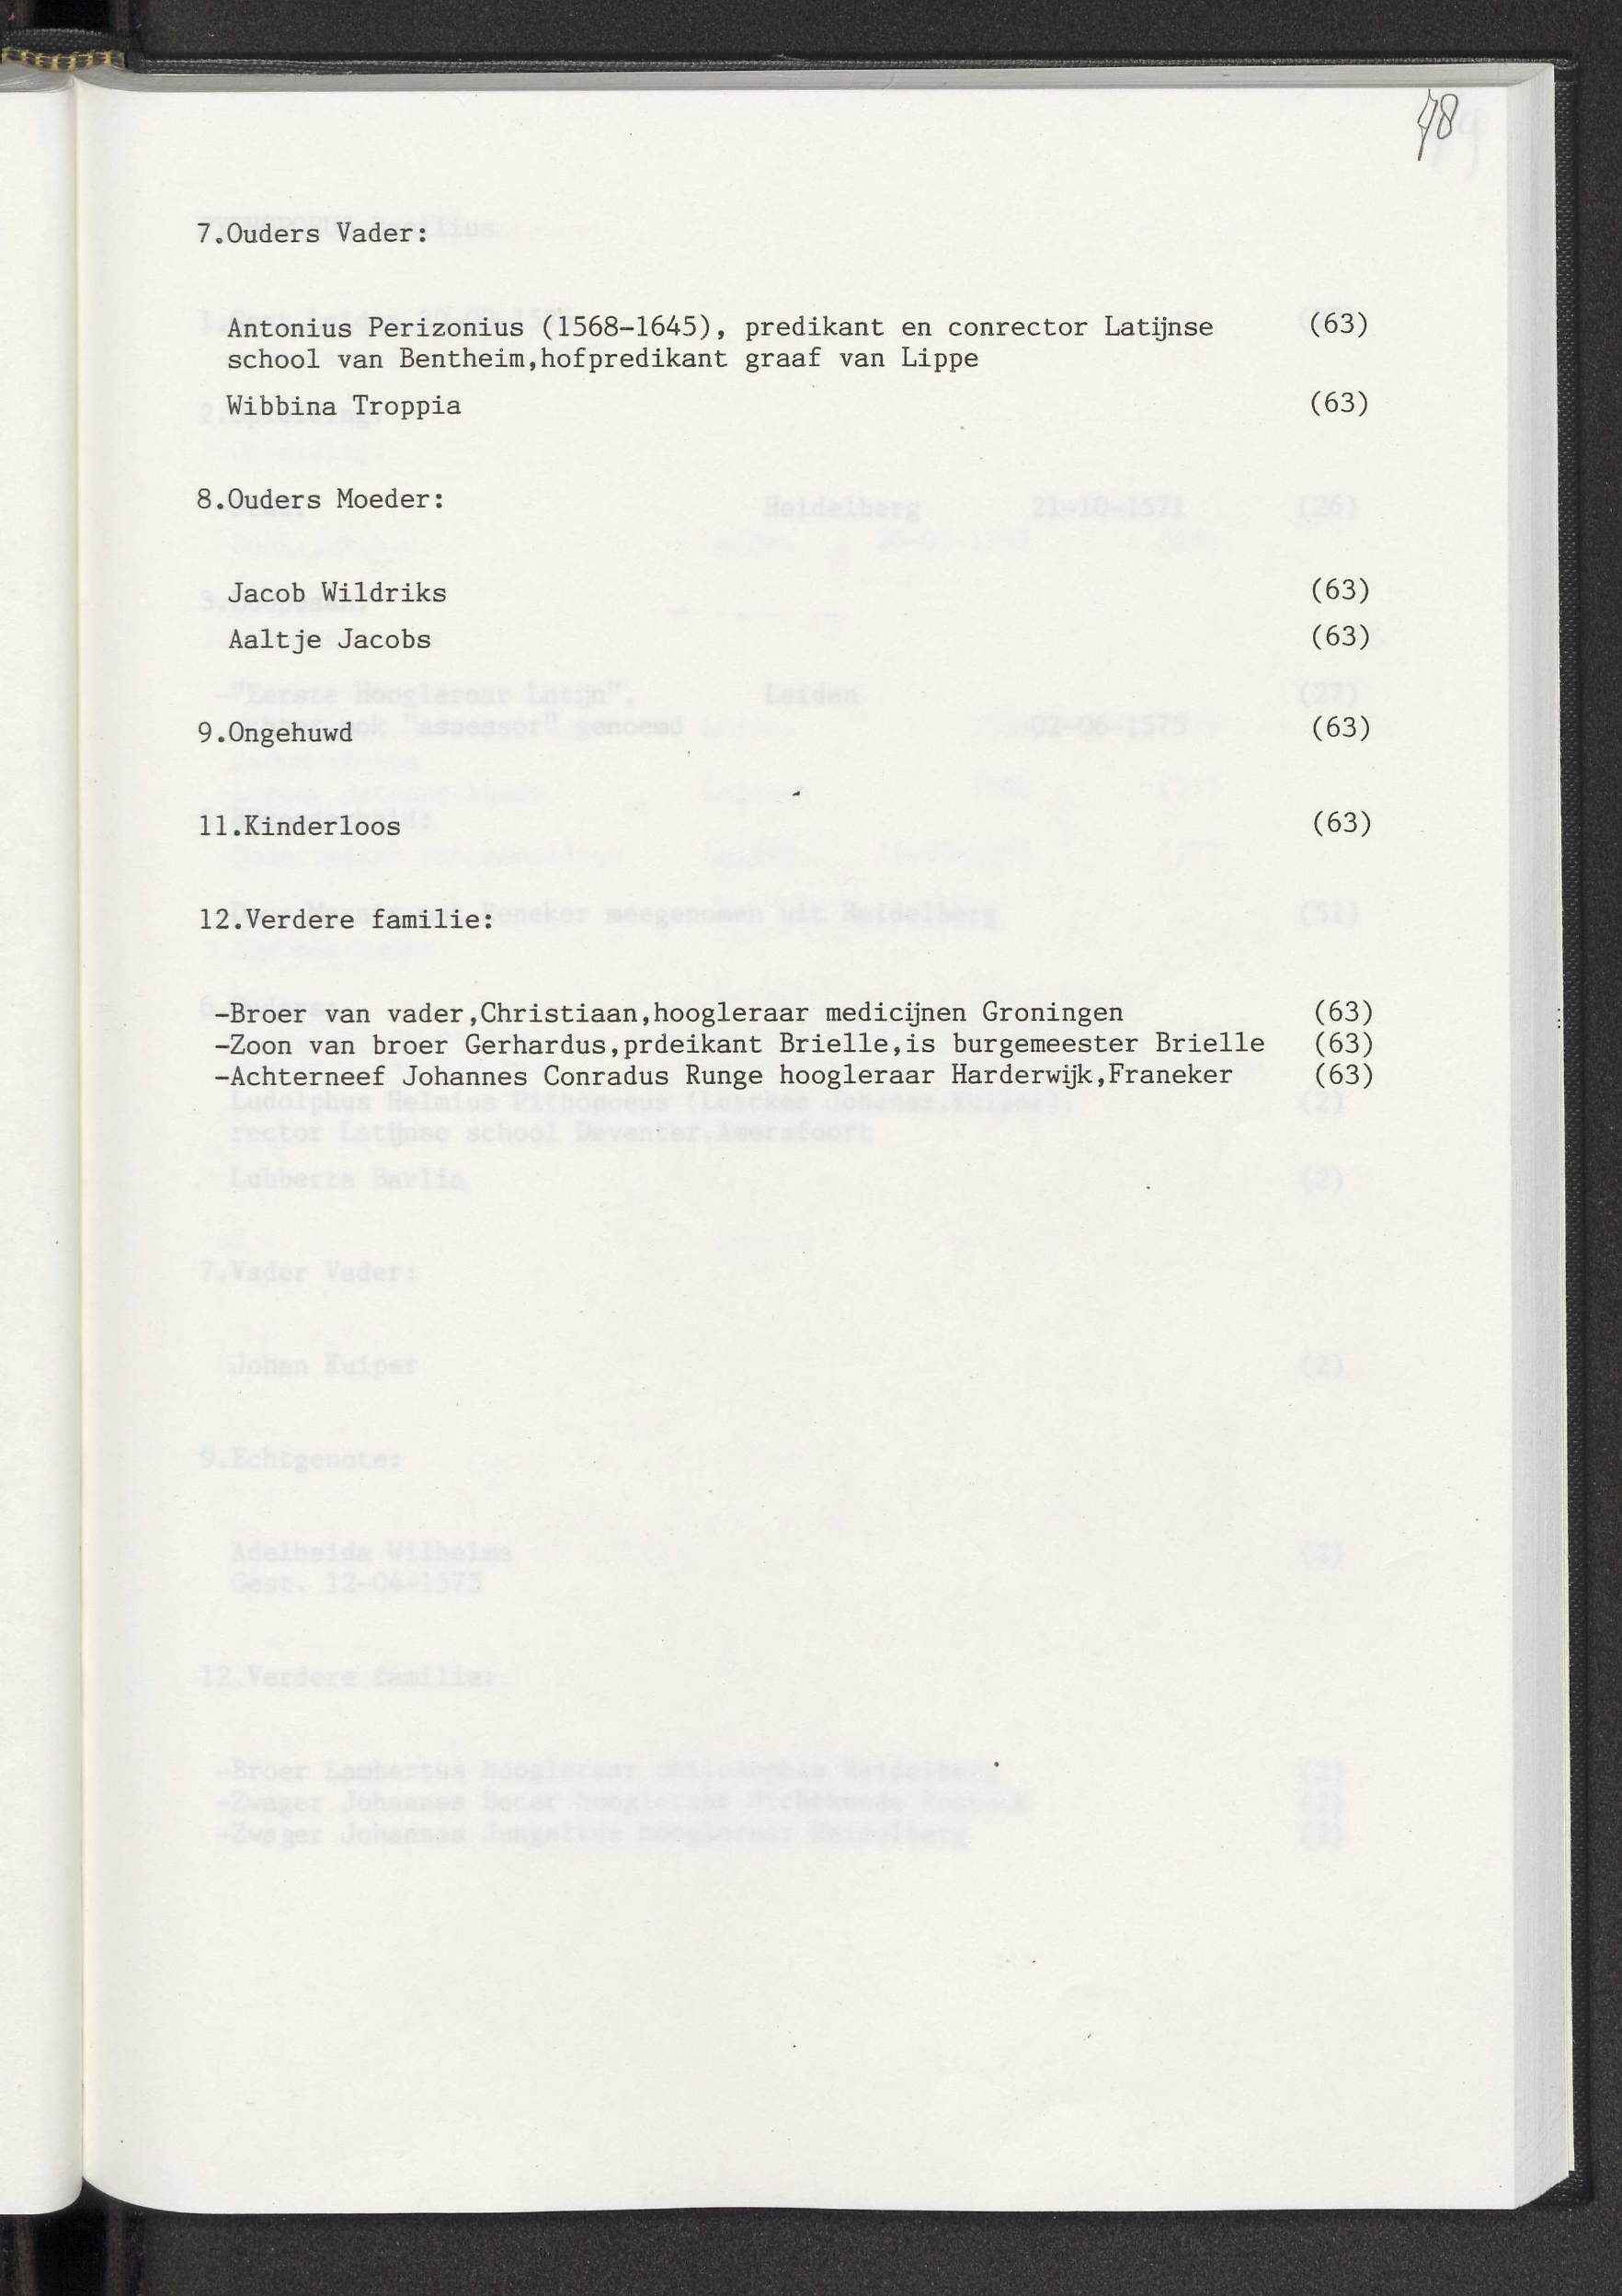 78
7.Ouders Vader:
Antonius Perizonius (1568-1645), predikant en conrector Latijnse (63)
school van Bentheim,hofpredikant graaf van Lippe
Wibbina Troppia (63)
8.Ouders Moeder:
Jacob Wildriks (63)
Aaltje Jacobs (63)
9.Ongehuwd (63)
11.Kinderloos (63)
12.Verdere familie:
-Broer van vader,Christiaan,hoogleraar medicijnen Groningen (63)
-Zoon van broer Gerhardus,prdeikant Brielle,is burgemeester Brielle (63)
-Achterneef Johannes Conradus Runge hoogleraar Harderwijk,Franeker (63)